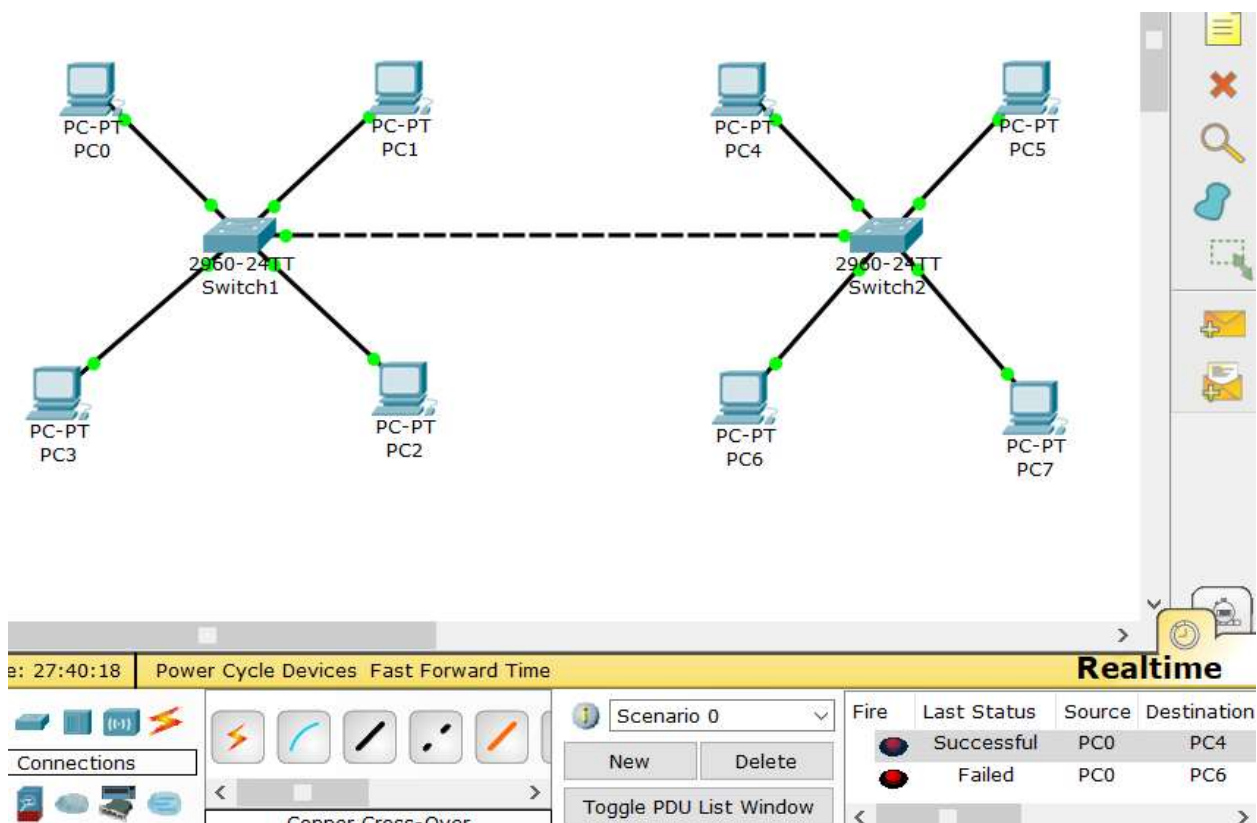 PC-PT
PC0
PC-PT
PC1
PC-PT
PC4
PC-PT
PC5
2960-24TT
Switch1
2960-24TT
Switch2
PC-PT
PC3
PC-PT
PC2
PC-PT
PC6
PC-PT
PC7
e: 27:40:18 Power Cycle Devices Fast Forward Time Realtime
Connections
Scenario 0
New Delete
Toggle PDU List Window
Fire Last Status Source Destination
Successful PC0 PC4
Failed PC0 PC6
Copper Cross-Over